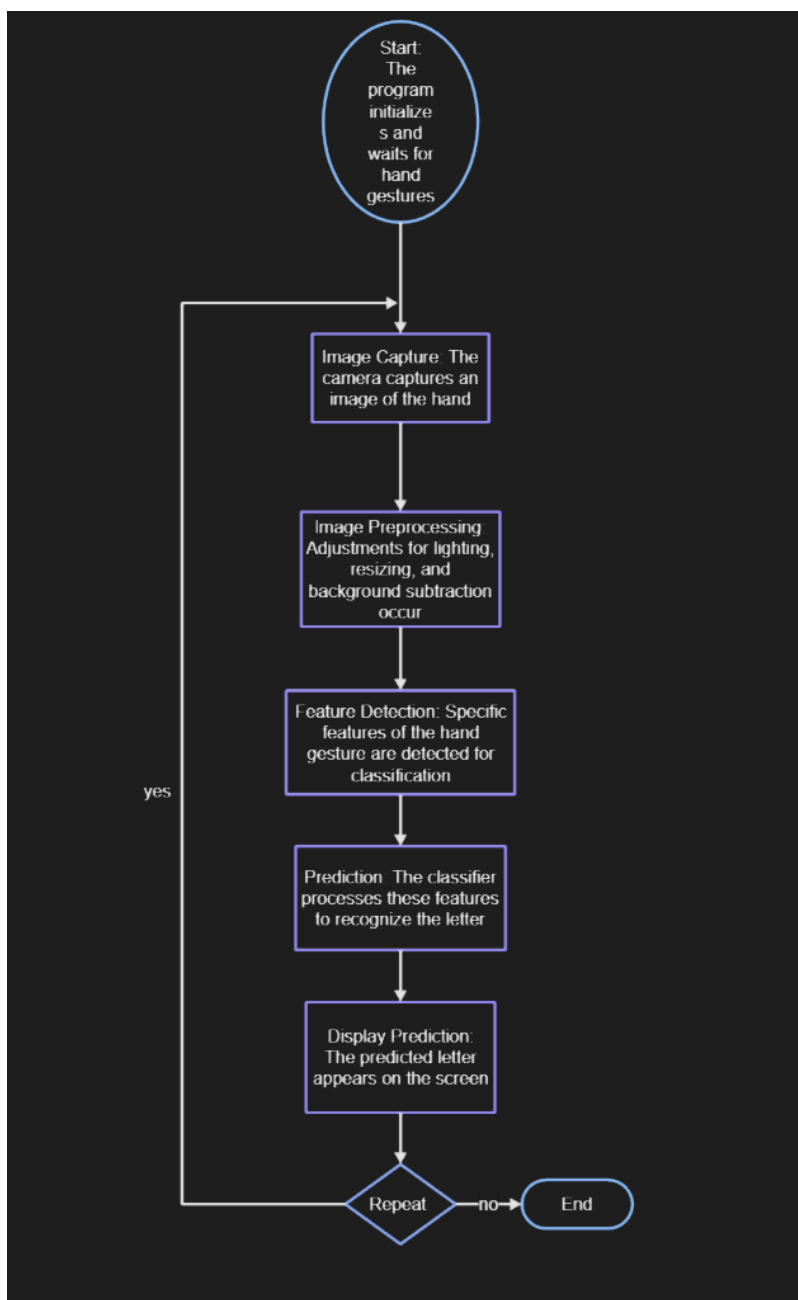 Start:
The
program
initialize
s and
waits for
hand
gestures
Image Capture: The
camera captures an
image of the hand
Image Preprocessing:
Adjustments for lighting,
resizing, and
background subtraction
occur
Feature Detection: Specific
features of the hand
gesture are detected for
classification
yes
Prediction: The classifier
processes these features
to recognize the letter
Display Prediction:
The predicted letter
appears on the screen
Repeat
no
End